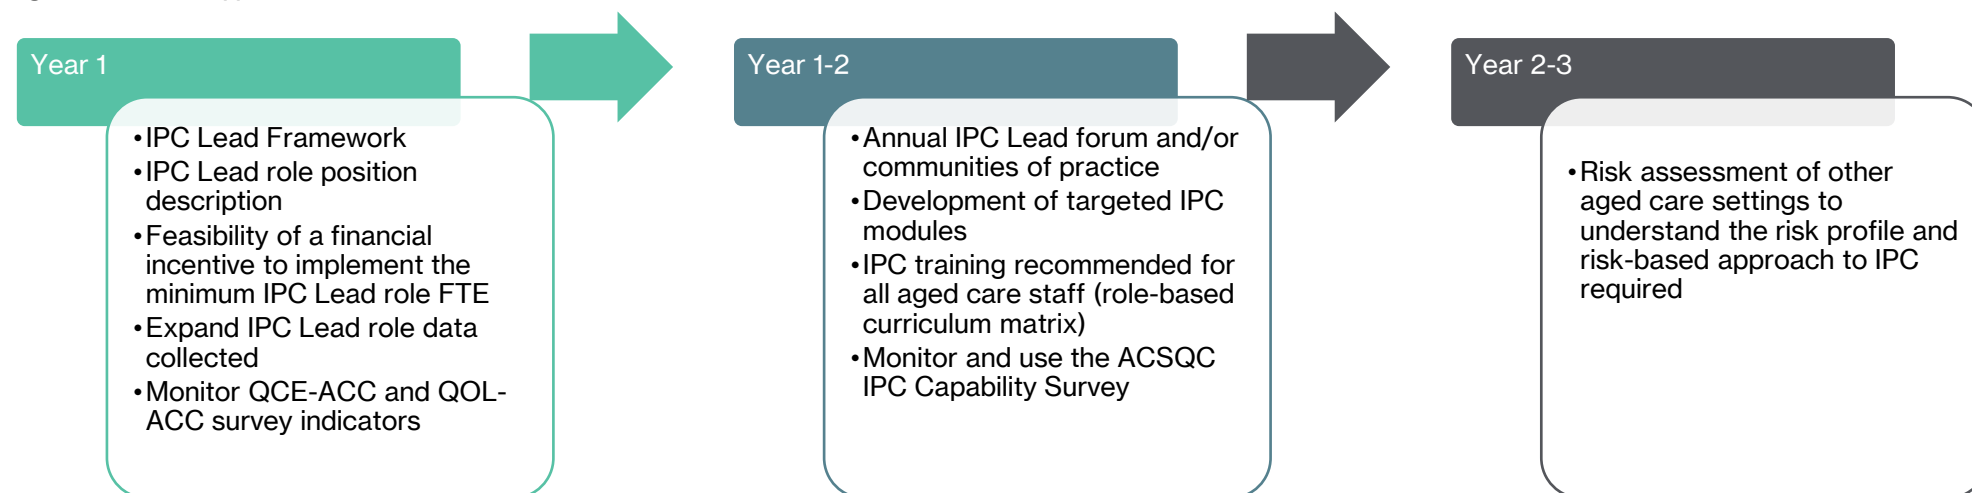 Year 1
•IPC Lead Framework
•IPC Lead role position
description
•Feasibility of a financial
incentive to implement the
minimum IPC Lead role FTE
•Expand IPC Lead role data
collected
•Monitor QCE-ACC and QOL-
ACC survey indicators
Year 1-2
•Annual IPC Lead forum and/or
communities of practice
•Development of targeted IPC
modules
•IPC training recommended for
all aged care staff (role-based
curriculum matrix)
•Monitor and use the ACSQC
IPC Capability Survey
Year 2-3
•Risk assessment of other
aged care settings to
understand the risk profile and
risk-based approach to IPC
required